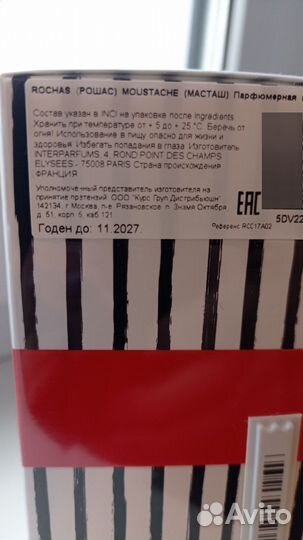 ROCHAS (РОШАС) MOUSTACHE (МАСТАШ) Парфюмерная
Состав указан в INCI на упаковке после ingredients
Хранить при температуре от + 5 до + 25 °C. Беречь от
огня! Использование в пищу опасно для жизни и
здоровья. Избегать попадания в глаза. Изготовитель
INTERPARFUMS, 4, ROND POINT DES CHAMPS
ELYSEES - 75008 PARIS Страна происхождения
ФРАНЦИЯ
Уполномоченный представитель изготовителя на
принятие претензий: ООО "Курс Груп Дистрибьюшн"
142134, г Москва, п-е Рязановское, п. Знамя Октября,
д. 51, корп 5, каб 121
Годен до: 11.2027.
EAC
5DV22
Референс RCC17A02
Avito